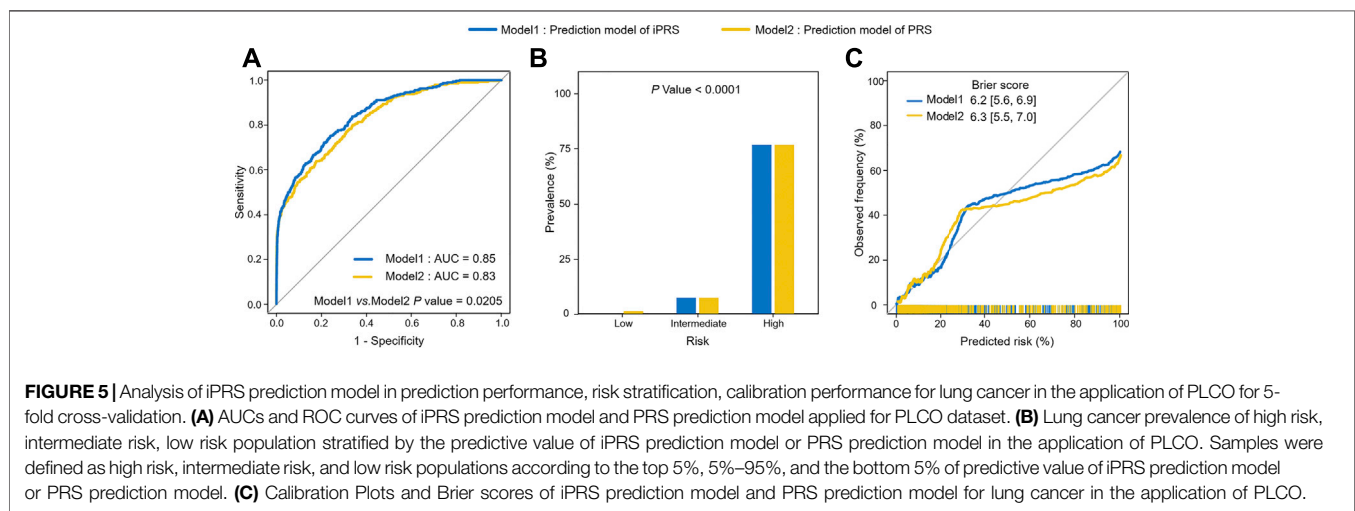 Model1 : Prediction model of iPRS
Model2 : Prediction model of PRS
A
1.0
0.8
0.6
0.4
0.2
0.0
Sensitivity
Model1 : AUC = 0.85
Model2 : AUC = 0.83
Model1 vs.Model2 P value = 0.0205
0.0 0.2 0.4 0.6 0.8 1.0
1 - Specificity
B
P Value < 0.0001
100
75
50
25
0
Prevalence (%)
Low Intermediate High
Risk
C
100
80
60
40
20
0
Observed frequency (%)
Brier score
Model1 6.2 [5.6, 6.9]
Model2 6.3 [5.5, 7.0]
0 20 40 60 80 100
Predicted risk (%)
FIGURE 5 | Analysis of iPRS prediction model in prediction performance, risk stratification, calibration performance for lung cancer in the application of PLCO for 5-
fold cross-validation. (A) AUCs and ROC curves of iPRS prediction model and PRS prediction model applied for PLCO dataset. (B) Lung cancer prevalence of high risk,
intermediate risk, low risk population stratified by the predictive value of iPRS prediction model or PRS prediction model in the application of PLCO. Samples were
defined as high risk, intermediate risk, and low risk populations according to the top 5%, 5%–95%, and the bottom 5% of predictive value of iPRS prediction model
or PRS prediction model. (C) Calibration Plots and Brier scores of iPRS prediction model and PRS prediction model for lung cancer in the application of PLCO.